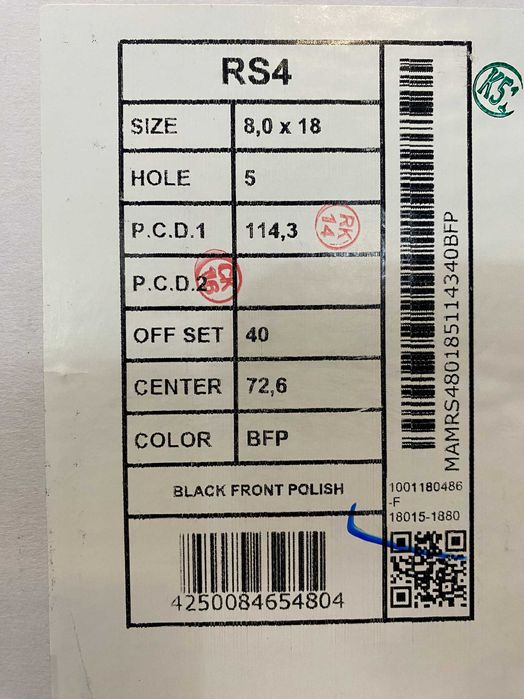 RS4
SIZE 8,0 x 18
HOLE 5
P.C.D.1 114,3
RK
14
P.C.D.2
CK
16
OFF SET 40
CENTER 72,6
COLOR BFP
BLACK FRONT POLISH
4250084654804
MAMRS480185114340BFP
1001180486
-F
18015-1880
K5